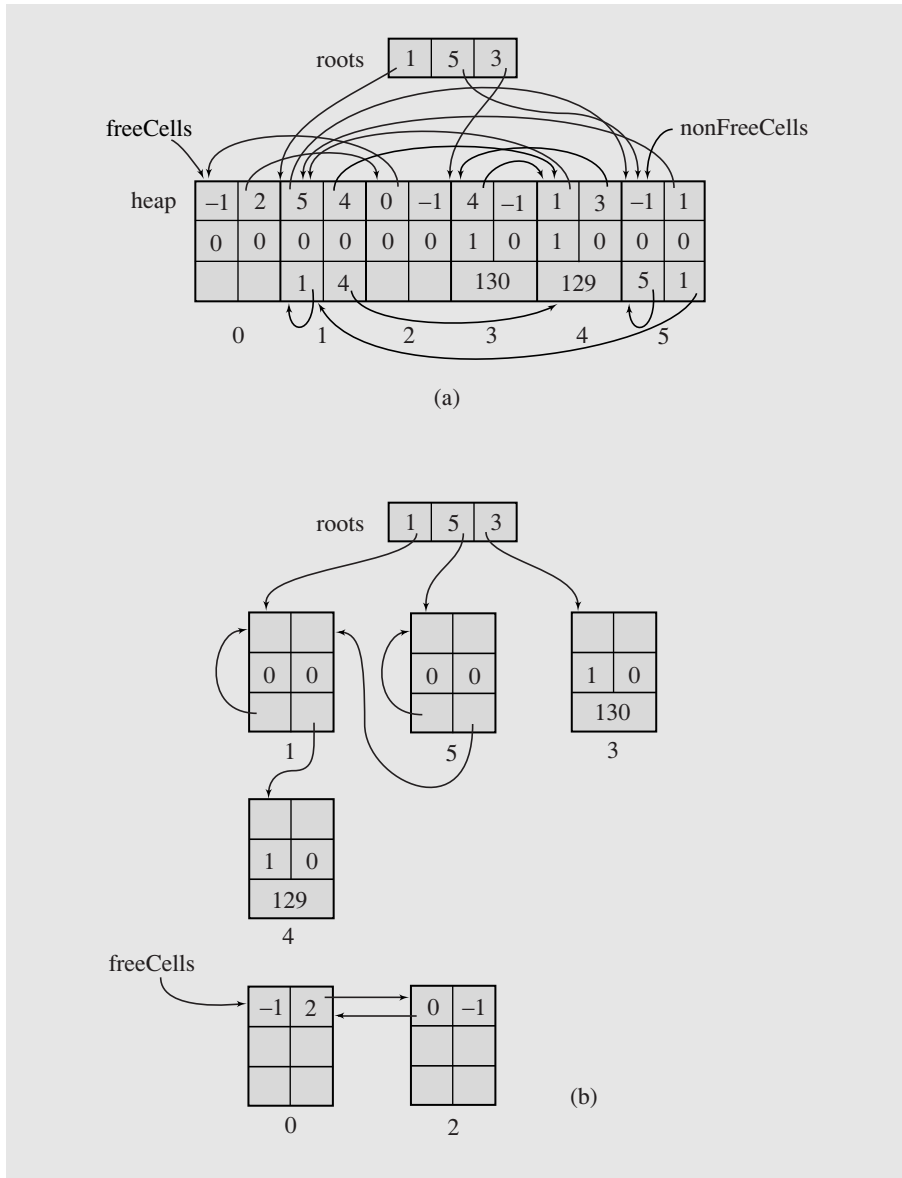 roots 1 5 3
freeCells
nonFreeCells
heap –1 2 5 4 0 –1 4 –1 1 3 –1 1
0 0 0 0 0 0 1 0 1 0 0 0
1 4 130 129 5 1
0 1 2 3 4 5
(a)
roots 1 5 3
0 0 0 0 1 0
130
1 5 3
1 0
129
4
freeCells
–1 2 0 –1
(b)
0 2